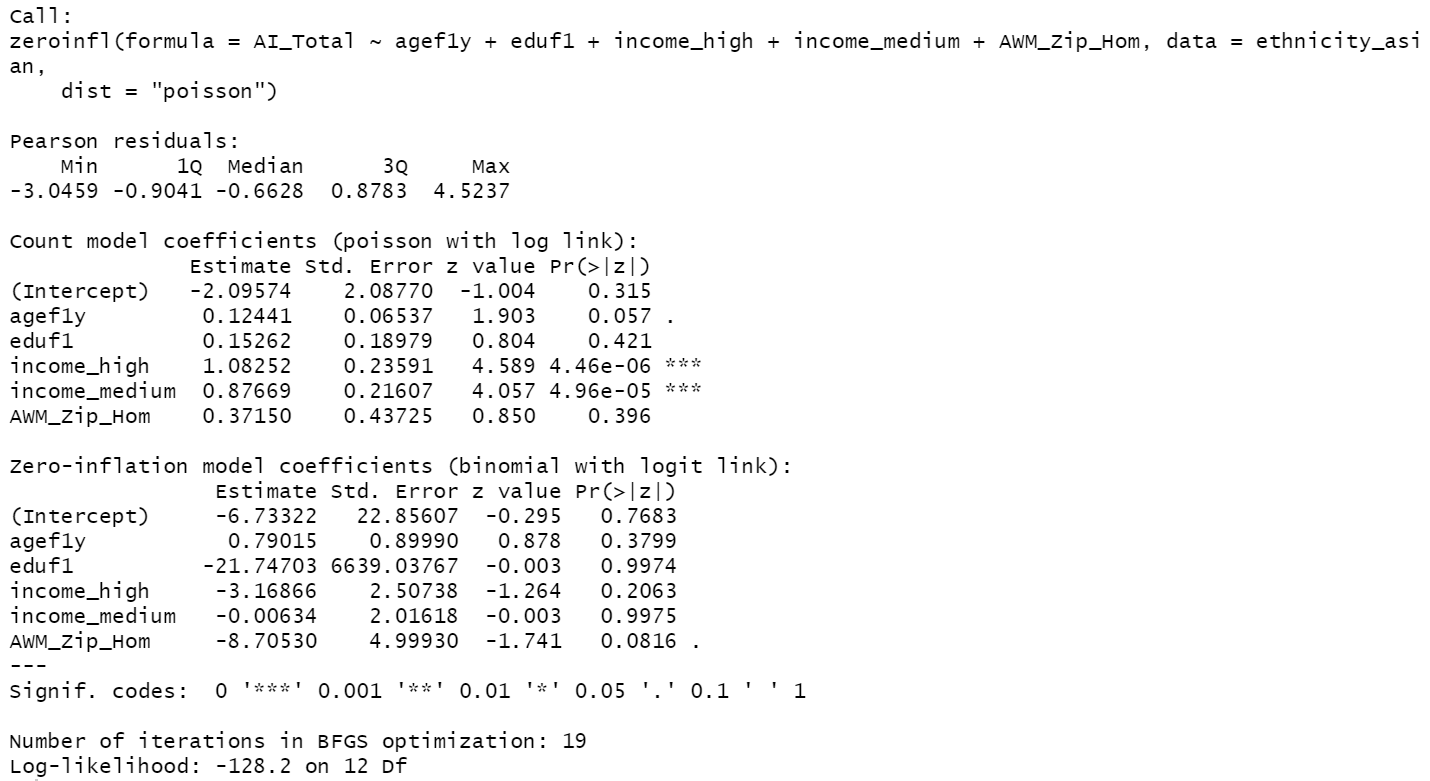 Call:
zeroinfl(formula = AI_Total ~ agef1y + eduf1 + income_high + income_medium + AWM_Zip_Hom, data = ethnicity_asi
an,
    dist = "poisson")

Pearson residuals:
    Min      1Q  Median      3Q     Max
-3.0459 -0.9041 -0.6628  0.8783  4.5237

Count model coefficients (poisson with log link):
              Estimate Std. Error z value Pr(>|z|)
(Intercept)   -2.09574    2.08770  -1.004    0.315
agef1y         0.12441    0.06537   1.903    0.057 .
eduf1          0.15262    0.18979   0.804    0.421
income_high    1.08252    0.23591   4.589 4.46e-06 ***
income_medium  0.87669    0.21607   4.057 4.96e-05 ***
AWM_Zip_Hom    0.37150    0.43725   0.850    0.396

Zero-inflation model coefficients (binomial with logit link):
                Estimate Std. Error z value Pr(>|z|)
(Intercept)     -6.73322   22.85607  -0.295   0.7683
agef1y           0.79015    0.89990   0.878   0.3799
eduf1          -21.74703 6639.03767  -0.003   0.9974
income_high     -3.16866    2.50738  -1.264   0.2063
income_medium   -0.00634    2.01618  -0.003   0.9975
AWM_Zip_Hom     -8.70530    4.99930  -1.741   0.0816 .
---
Signif. codes:  0 '***' 0.001 '**' 0.01 '*' 0.05 '.' 0.1 ' ' 1

Number of iterations in BFGS optimization: 19
Log-likelihood: -128.2 on 12 Df